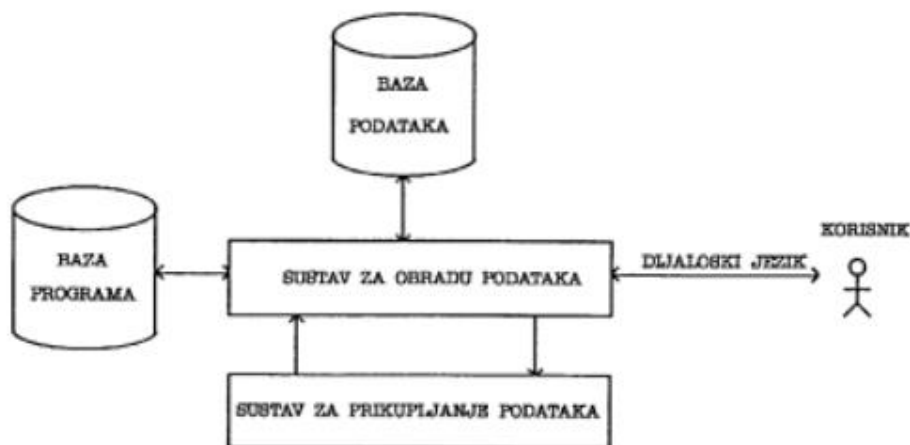 BAZA
PODATAKA
BAZA
PROGRAMA
SUSTAV ZA OBRADU PODATAKA
DIJALOSKI JEZIK
KORISNIK
SUSTAV ZA PRIKUPLJANJE PODATAKA